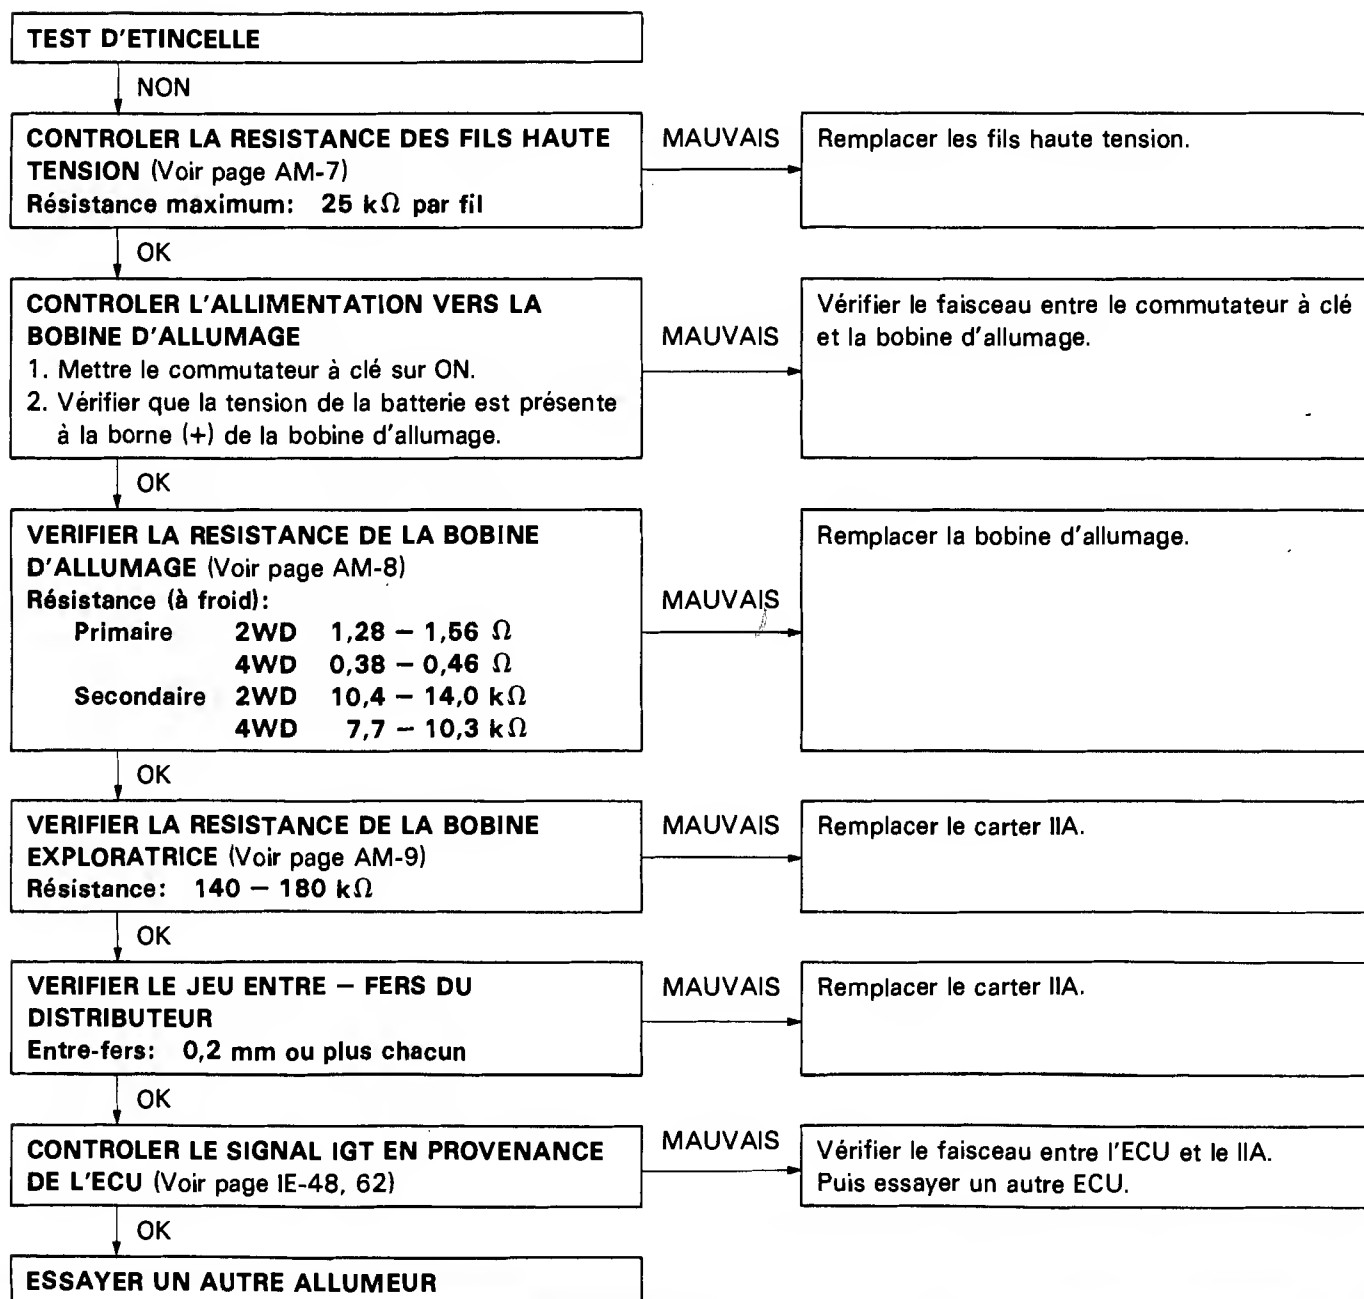 TEST D'ETINCELLE
NON
CONTROLER LA RESISTANCE DES FILS HAUTE
TENSION (Voir page AM-7)
Résistance maximum: 25 kΩ par fil
MAUVAIS
Remplacer les fils haute tension.
OK
CONTROLER L'ALLIMENTATION VERS LA
BOBINE D'ALLUMAGE
1. Mettre le commutateur à clé sur ON.
2. Vérifier que la tension de la batterie est présente
à la borne (+) de la bobine d'allumage.
MAUVAIS
Vérifier le faisceau entre le commutateur à clé
et la bobine d'allumage.
OK
VERIFIER LA RESISTANCE DE LA BOBINE
D'ALLUMAGE (Voir page AM-8)
Résistance (à froid):
Primaire 2WD 1,28 – 1,56 Ω
4WD 0,38 – 0,46 Ω
Secondaire 2WD 10,4 – 14,0 kΩ
4WD 7,7 – 10,3 kΩ
MAUVAIS
Remplacer la bobine d'allumage.
OK
VERIFIER LA RESISTANCE DE LA BOBINE
EXPLORATRICE (Voir page AM-9)
Résistance: 140 – 180 kΩ
MAUVAIS
Remplacer le carter IIA.
OK
VERIFIER LE JEU ENTRE – FERS DU
DISTRIBUTEUR
Entre-fers: 0,2 mm ou plus chacun
MAUVAIS
Remplacer le carter IIA.
OK
CONTROLER LE SIGNAL IGT EN PROVENANCE
DE L'ECU (Voir page IE-48, 62)
MAUVAIS
Vérifier le faisceau entre l'ECU et le IIA.
Puis essayer un autre ECU.
OK
ESSAYER UN AUTRE ALLUMEUR